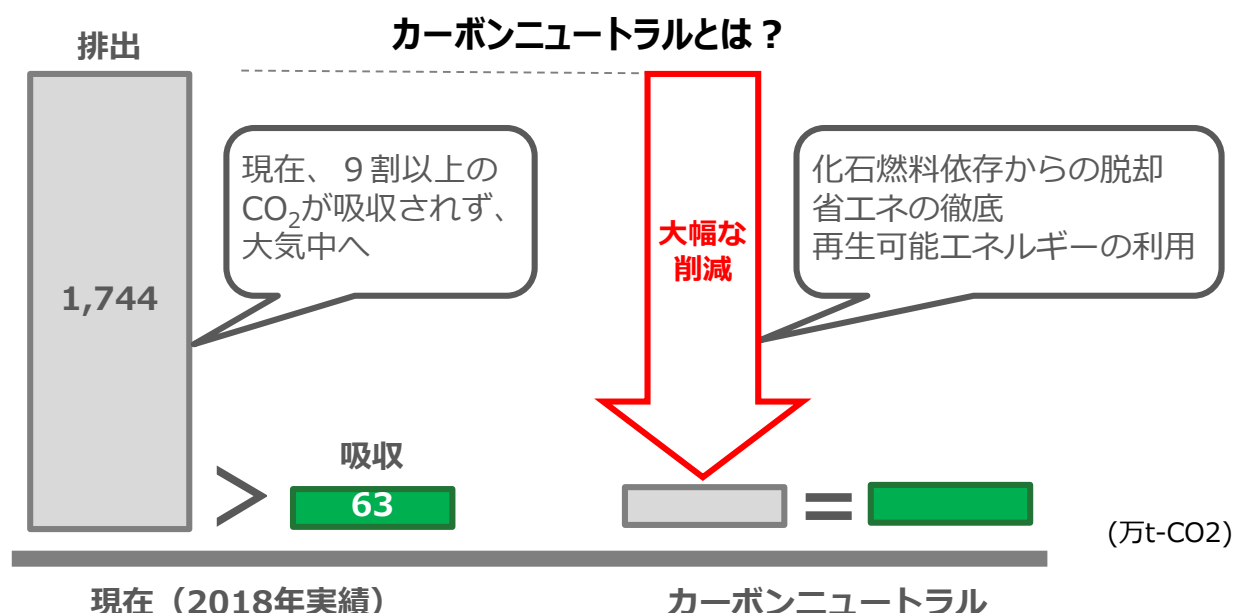 カーボンニュートラルとは？
排出
1,744
現在、９割以上の
CO₂が吸収されず、
大気中へ
吸収
>
63
大幅な
削減
化石燃料依存からの脱却
省エネの徹底
再生可能エネルギーの利用
=
(万t-CO2)
現在（2018年実績）
カーボンニュートラル